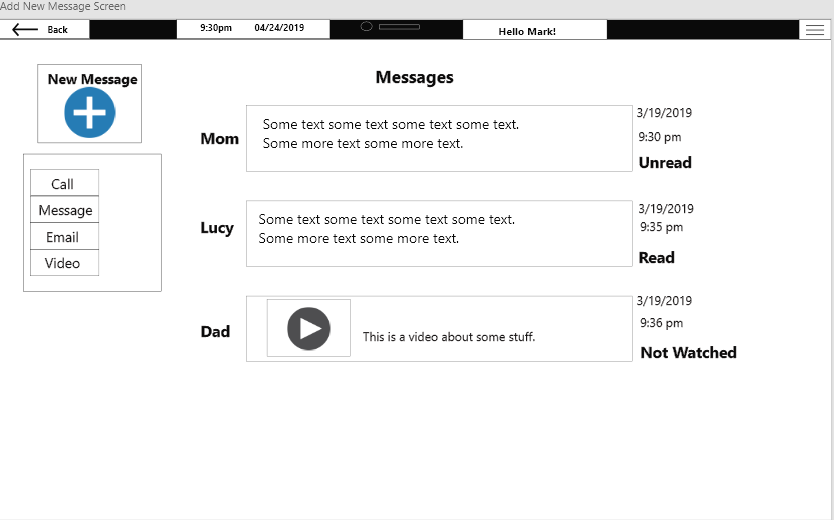 Add New Message Screen
Back
9:30pm 04/24/2019
Hello Mark!
New Message
Call
Message
Email
Video
Messages
Mom
Some text some text some text some text.
Some more text some more text.
3/19/2019
9:30 pm
Unread
Lucy
Some text some text some text some text.
Some more text some more text.
3/19/2019
9:35 pm
Read
Dad
This is a video about some stuff.
3/19/2019
9:36 pm
Not Watched